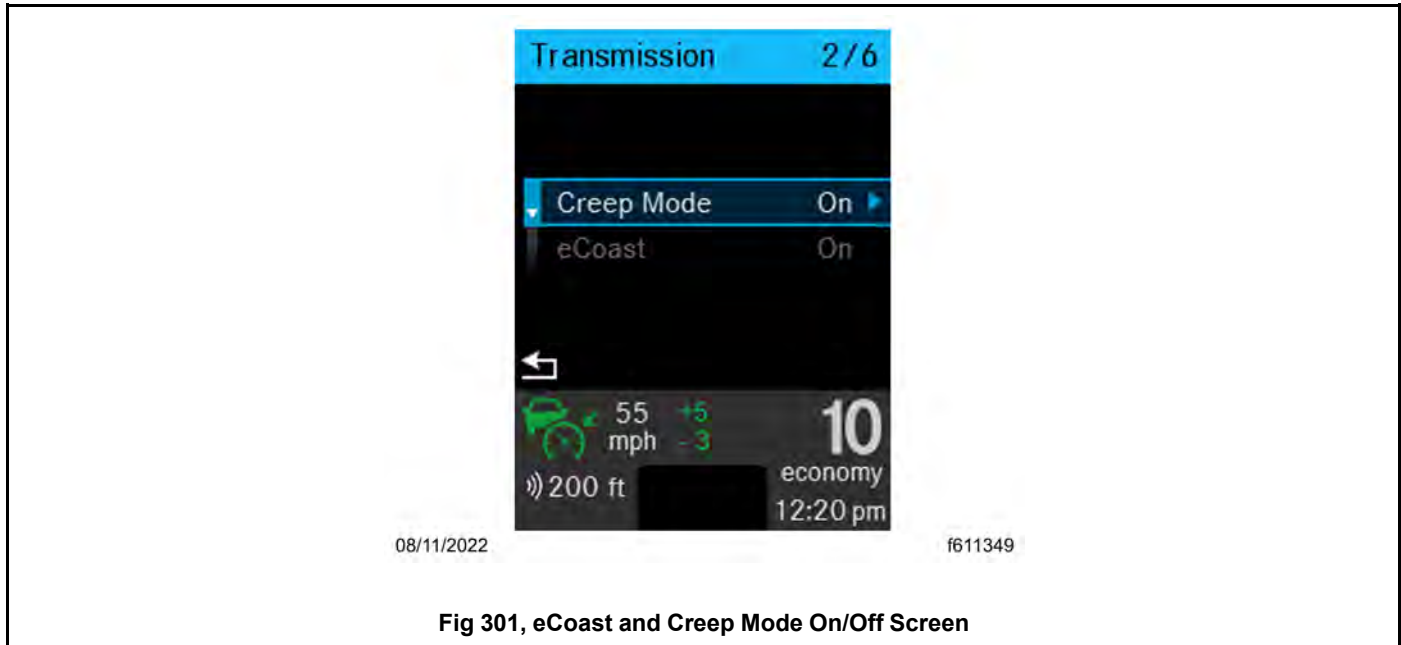 Transmission 2/6
Creep Mode On
eCoast On
55 +5
mph -3
10
economy
200 ft
12:20 pm
08/11/2022 f611349
Fig 301, eCoast and Creep Mode On/Off Screen